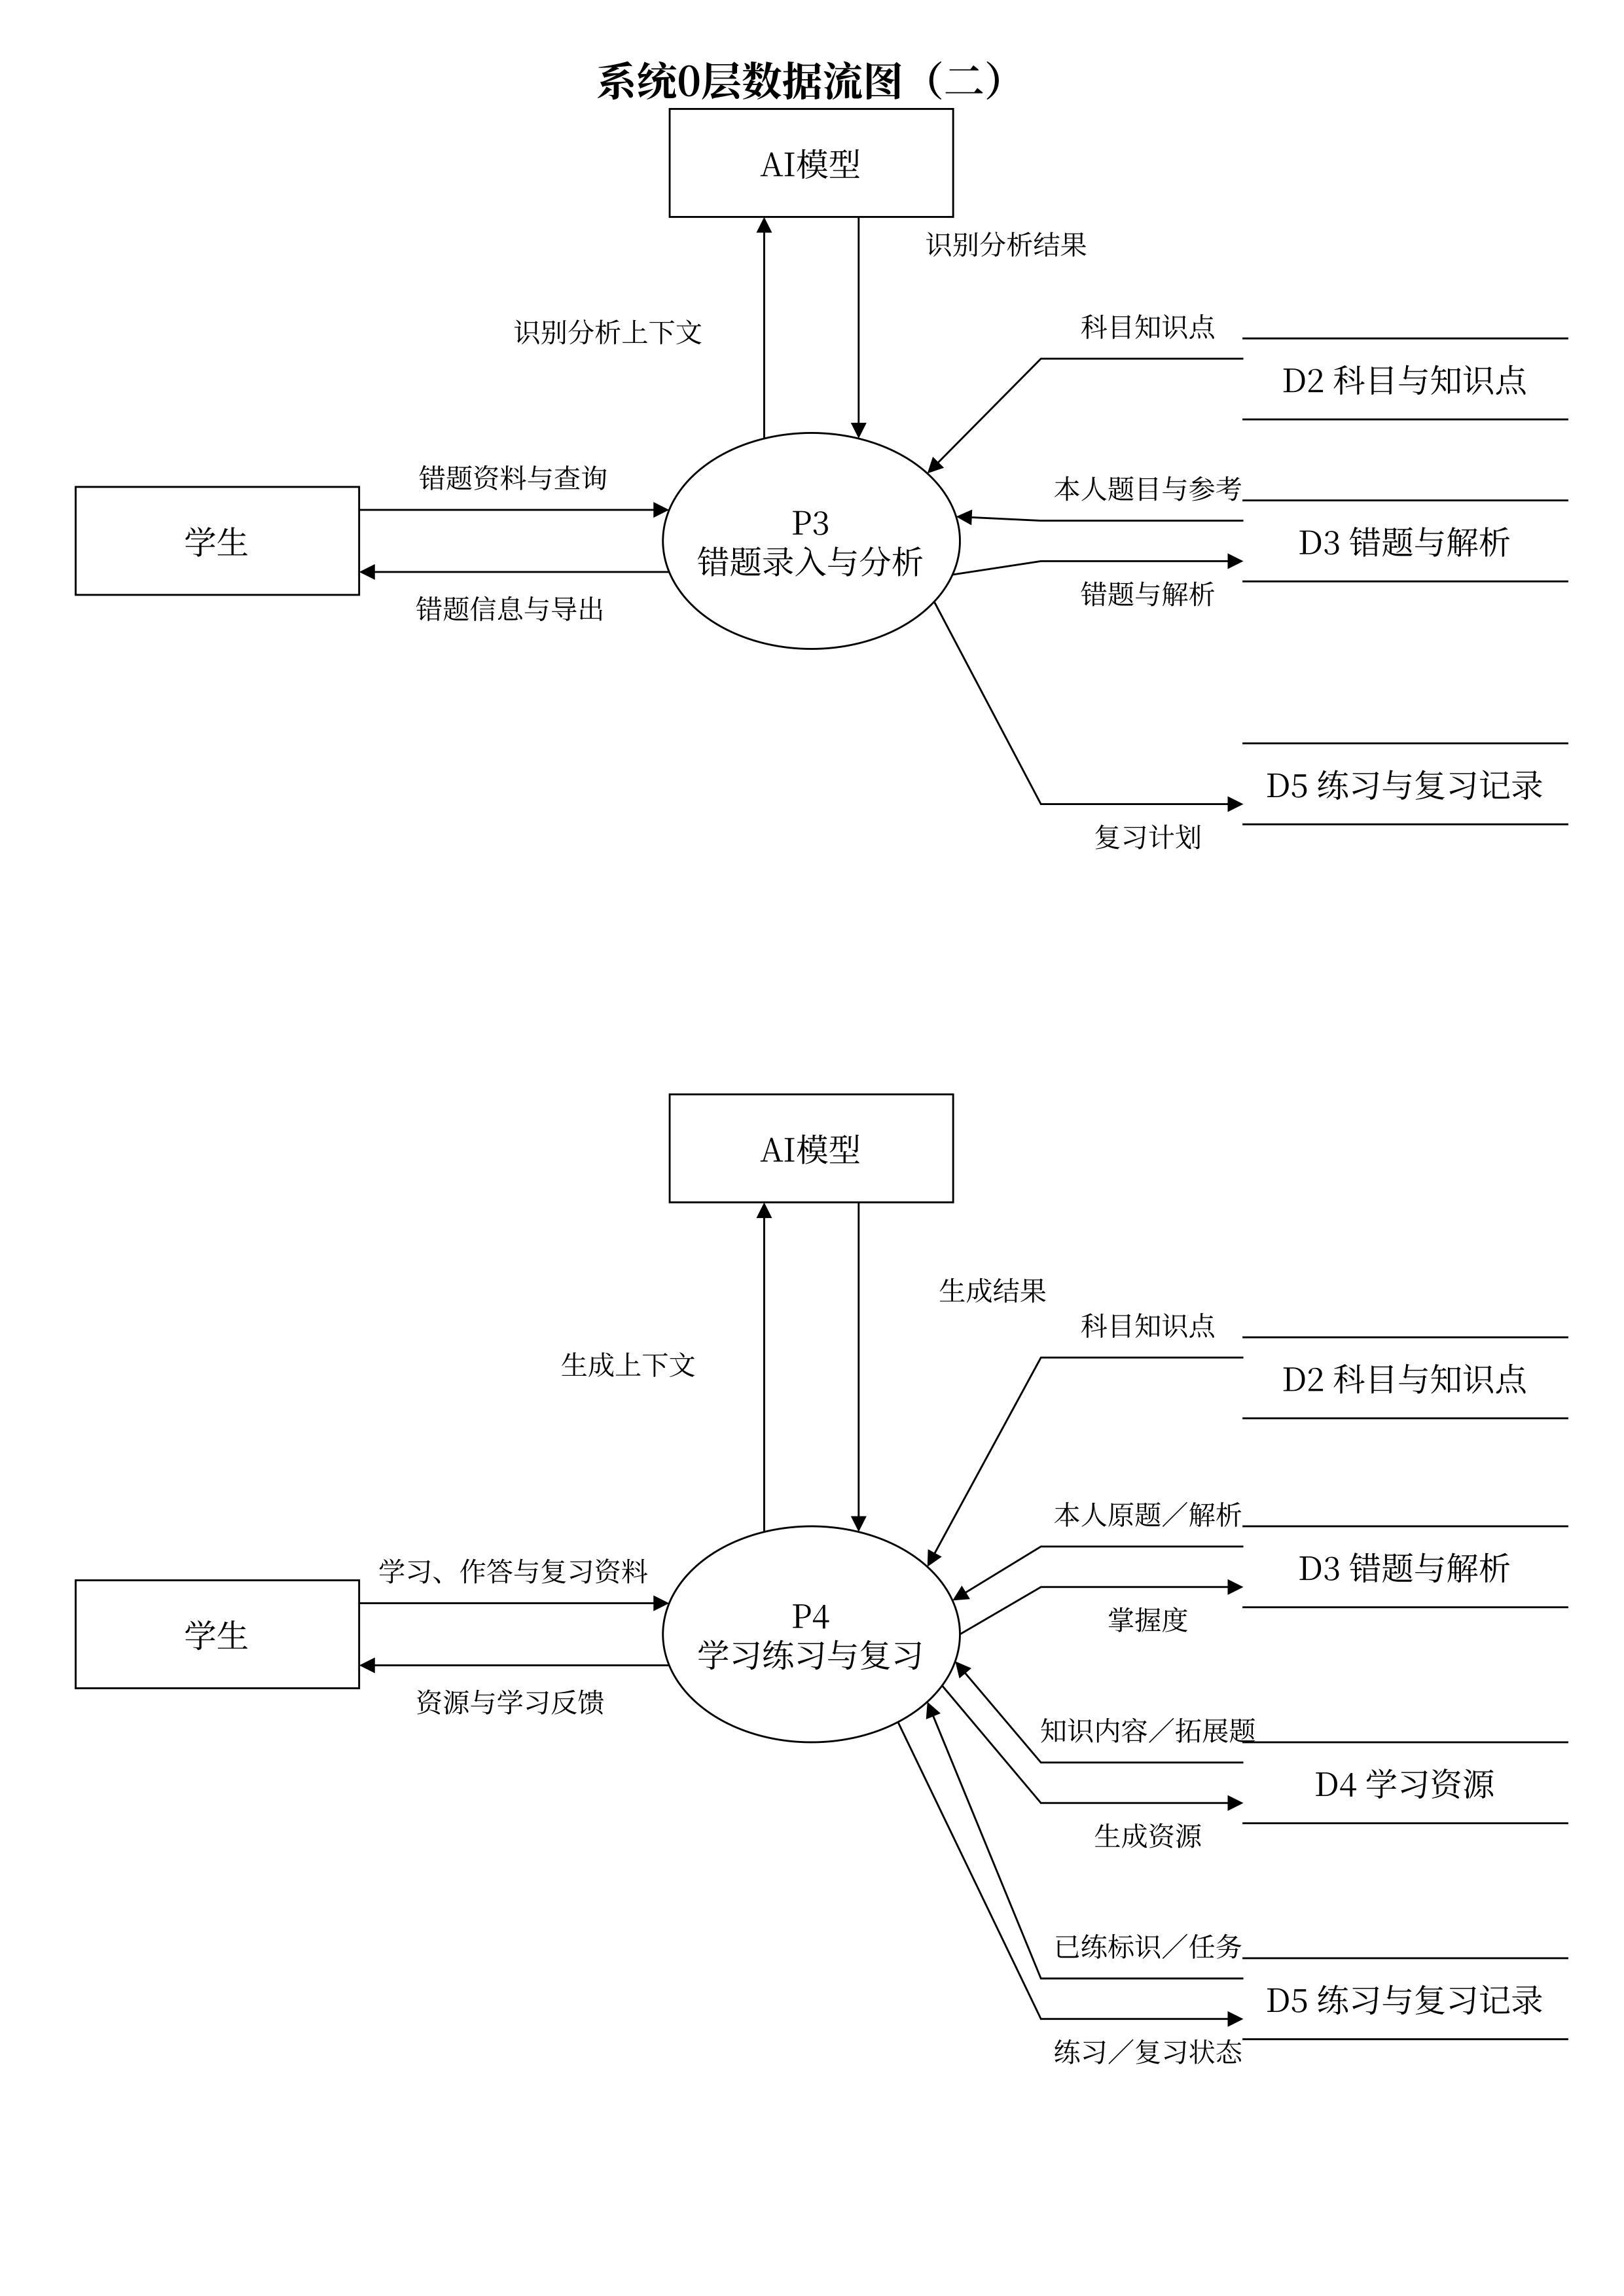 系统0层数据流图（二）
AI模型
识别分析结果
识别分析上下文
科目知识点
D2 科目与知识点
错题资料与查询
本人题目与参考
学生
P3
错题录入与分析
D3 错题与解析
错题信息与导出
错题与解析
D5 练习与复习记录
复习计划
AI模型
生成结果
科目知识点
生成上下文
D2 科目与知识点
本人原题／解析
学习、作答与复习资料
D3 错题与解析
学生
P4
学习练习与复习
掌握度
资源与学习反馈
知识内容／拓展题
D4 学习资源
生成资源
已练标识／任务
D5 练习与复习记录
练习／复习状态